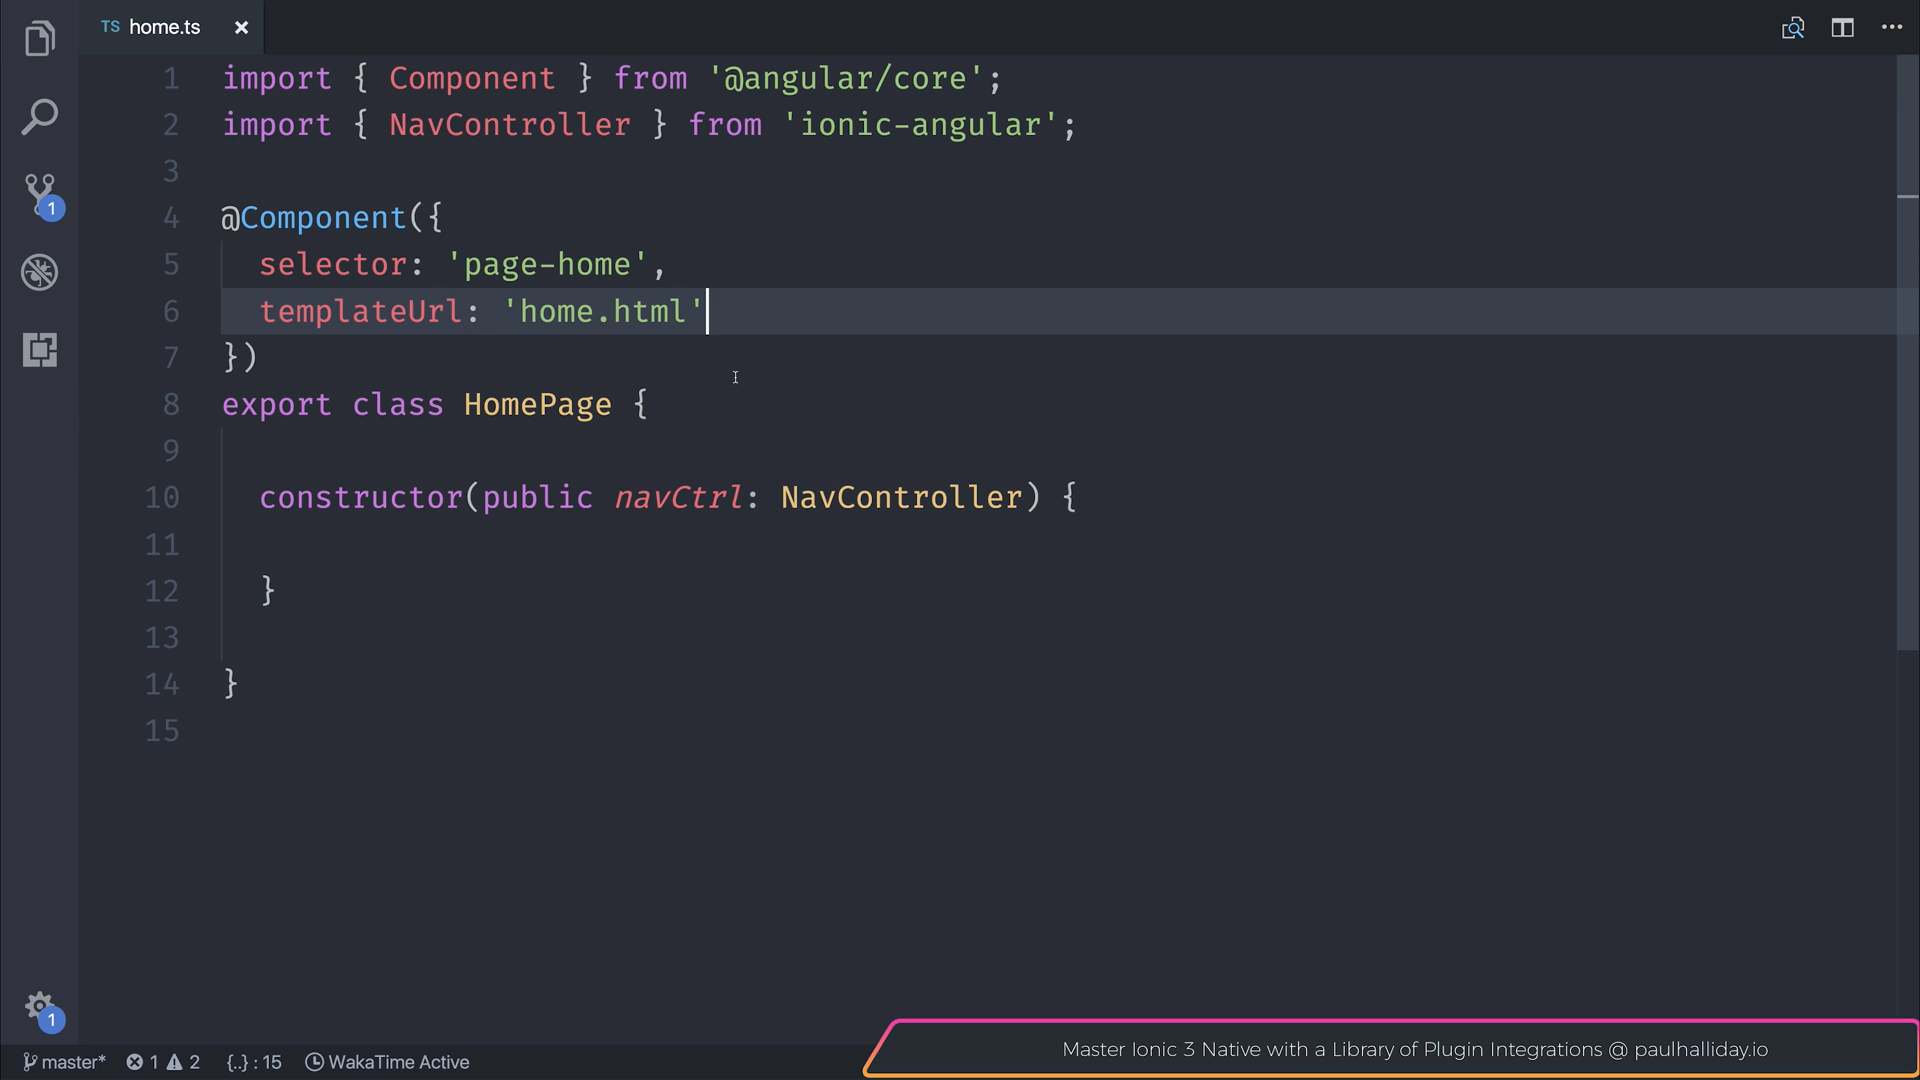 TS home.ts
1 import { Component } from '@angular/core';
2 import { NavController } from 'ionic-angular';
3
4 @Component({
5   selector: 'page-home',
6   templateUrl: 'home.html'
7 })
8 export class HomePage {
9
10   constructor(public navCtrl: NavController) {
11
12   }
13
14 }
15
1
1
master* 1 2 {..} : 15 WakaTime Active
Master Ionic 3 Native with a Library of Plugin Integrations @ paulhalliday.io